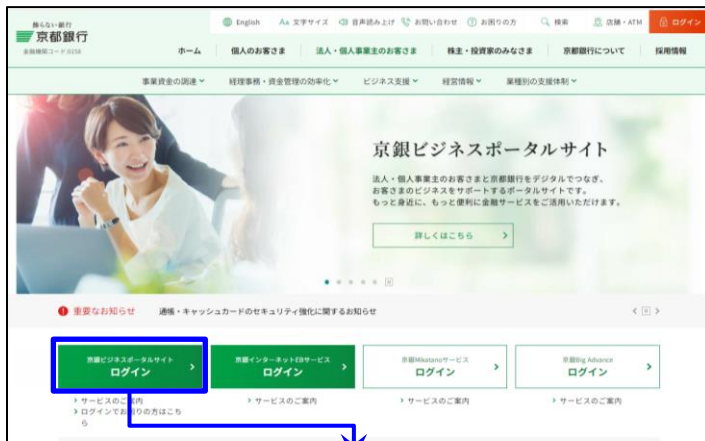 飾らない銀行
京都銀行
金融機関コード:0158
English Aa 文字サイズ 音声読み上げ お問い合わせ お困りの方 検索 店舗・ATM ログイン
ホーム 個人のお客さま 法人・個人事業主のお客さま 株主・投資家のみなさま 京都銀行について 採用情報
事業資金の調達 経理事務・資金管理の効率化 ビジネス支援 経営情報 業種別の支援体制
京銀ビジネスポータルサイト
法人・個人事業主のお客さまと京都銀行をデジタルでつなぎ、
お客さまのビジネスをサポートするポータルサイトです。
もっと身近に、もっと便利に金融サービスをご活用いただけます。
詳しくはこちら
重要なお知らせ 通帳・キャッシュカードのセキュリティ強化に関するお知らせ
京銀ビジネスポータルサイト
ログイン
京銀インターネットEBサービス
ログイン
京銀Mikatanoサービス
ログイン
京銀Big Advance
ログイン
サービスのご案内
ログインでお困りの方はこち
ら
サービスのご案内
サービスのご案内
サービスのご案内